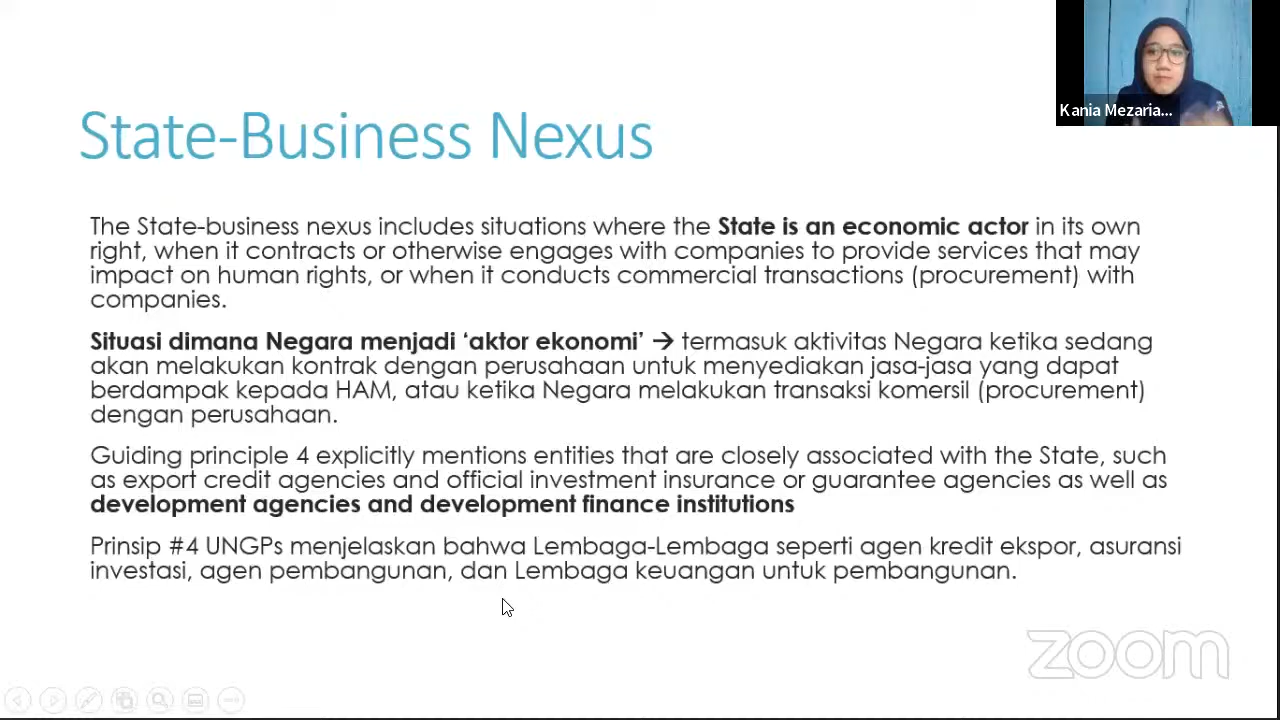 Kania Mezaria...
State-Business Nexus
The State-business nexus includes situations where the State is an economic actor in its own
right, when it contracts or otherwise engages with companies to provide services that may
impact on human rights, or when it conducts commercial transactions (procurement) with
companies.
Situasi dimana Negara menjadi ‘aktor ekonomi’ → termasuk aktivitas Negara ketika sedang
akan melakukan kontrak dengan perusahaan untuk menyediakan jasa-jasa yang dapat
berdampak kepada HAM, atau ketika Negara melakukan transaksi komersil (procurement)
dengan perusahaan.
Guiding principle 4 explicitly mentions entities that are closely associated with the State, such
as export credit agencies and official investment insurance or guarantee agencies as well as
development agencies and development finance institutions
Prinsip #4 UNGPs menjelaskan bahwa Lembaga-Lembaga seperti agen kredit ekspor, asuransi
investasi, agen pembangunan, dan Lembaga keuangan untuk pembangunan.
zoom